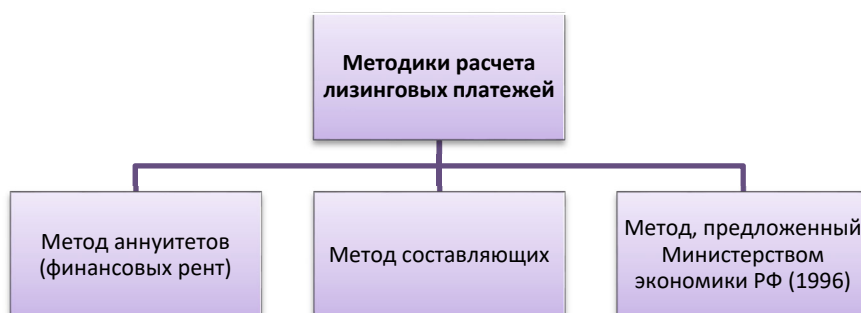 Методики расчета
лизинговых платежей
Метод аннуитетов
(финансовых рент)
Метод составляющих
Метод, предложенный
Министерством
экономики РФ (1996)